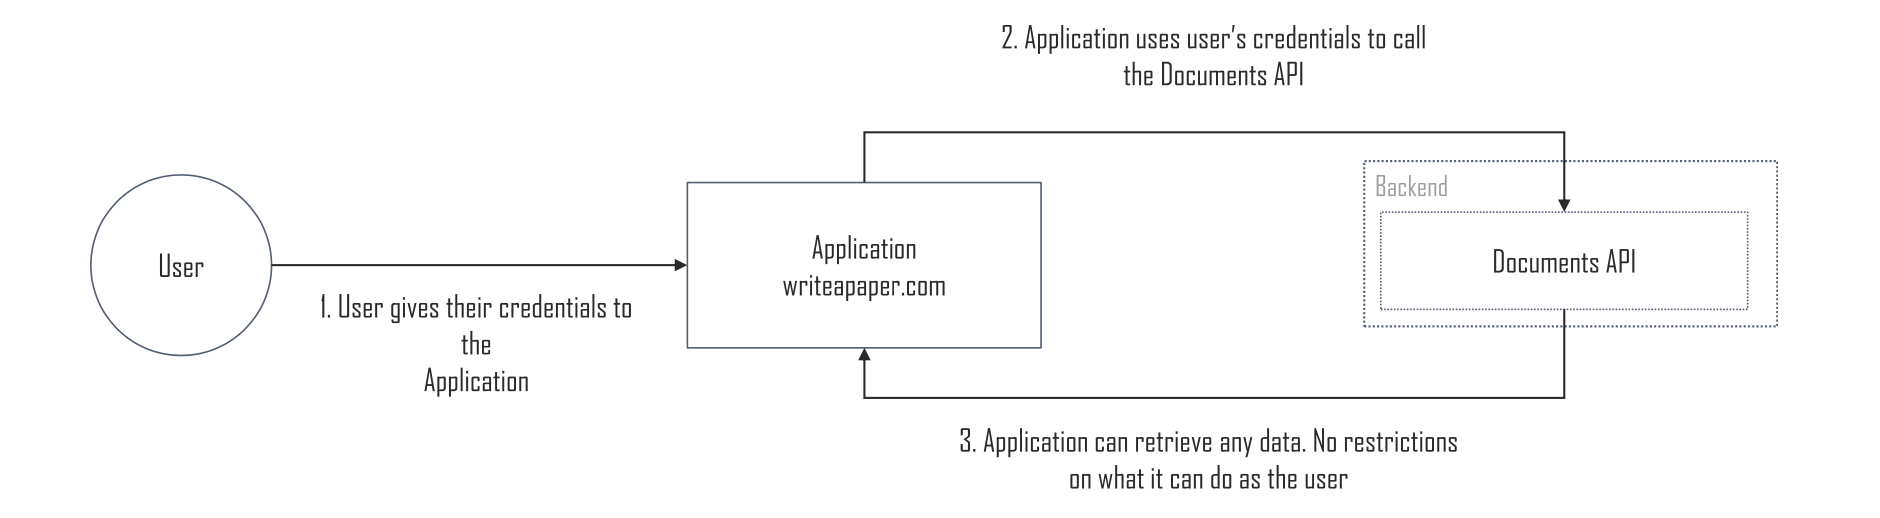 2. Application uses user's credentials to call
the Documents API
Backend
User
Application
writeapaper.com
Documents API
1. User gives their credentials to
the
Application
3. Application can retrieve any data. No restrictions
on what it can do as the user